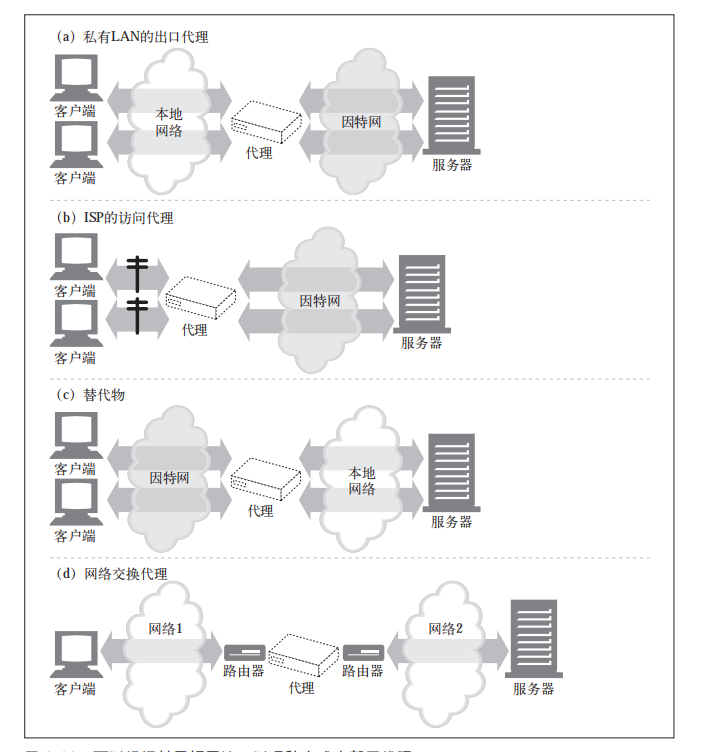 (a) 私有LAN的出口代理
客户端
客户端
本地
网络
代理
因特网
服务器
(b) ISP的访问代理
客户端
客户端
代理
因特网
服务器
(c) 替代物
客户端
客户端
因特网
代理
本地
网络
服务器
(d) 网络交换代理
客户端
网络1
路由器
代理
路由器
网络2
服务器